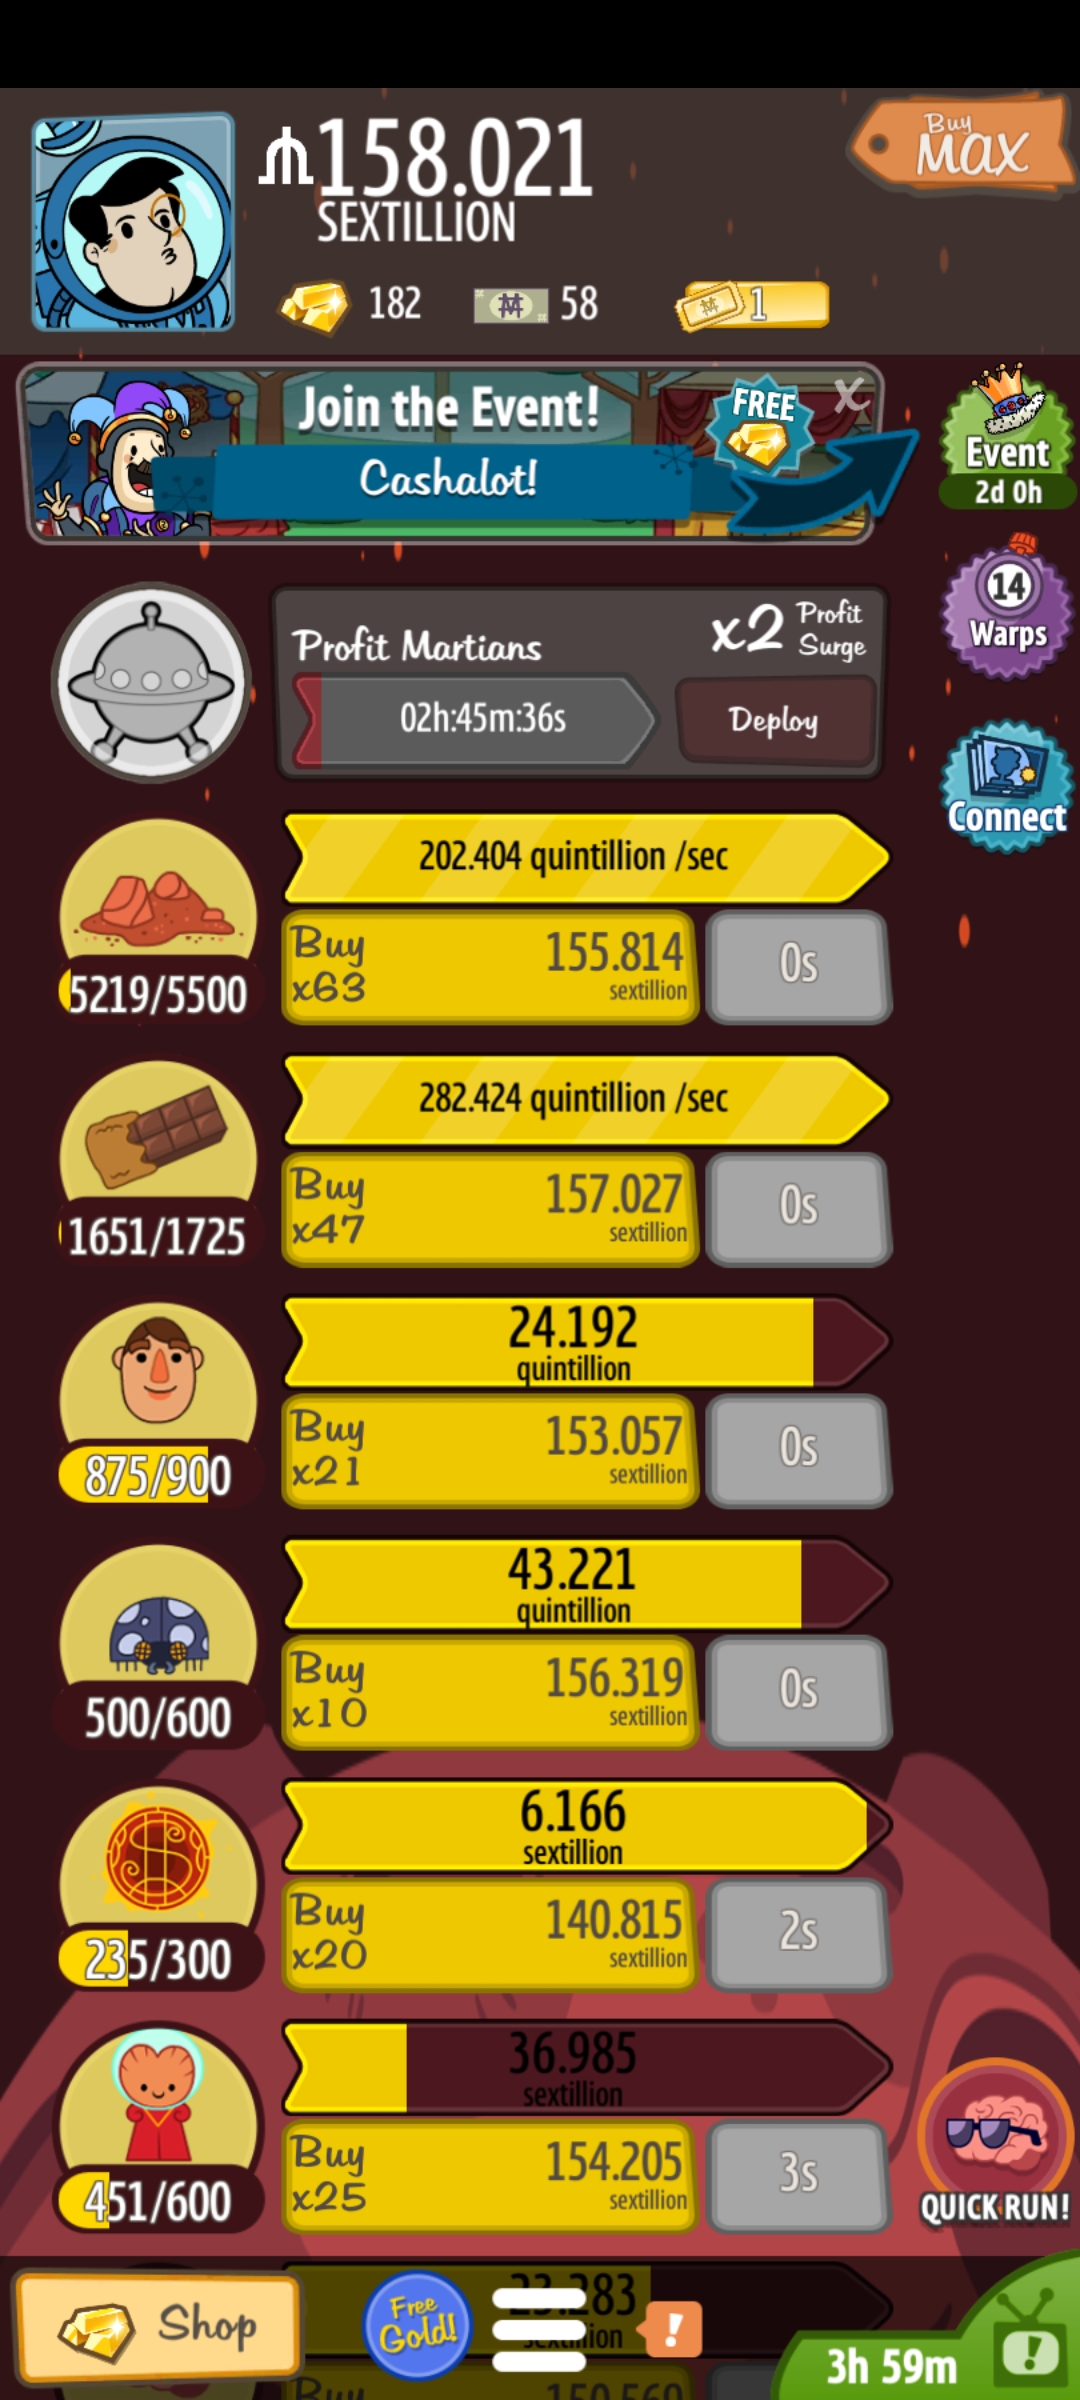 158.021
SEXTILLION
Buy
MAX
182
58
1
Join the Event!
FREE
X
Cashalot!
Event
2d 0h
Profit Martians
x2 Profit Surge
02h:45m:36s
Deploy
14
Warps
Connect
202.404 quintillion /sec
Buy
x63
155.814
sextillion
0s
5219/5500
282.424 quintillion /sec
Buy
x47
157.027
sextillion
0s
1651/1725
24.192
quintillion
Buy
x21
153.057
sextillion
0s
875/900
43.221
quintillion
Buy
x10
156.319
sextillion
0s
500/600
6.166
sextillion
Buy
x20
140.815
sextillion
2s
235/300
36.985
sextillion
Buy
x25
154.205
sextillion
3s
451/600
QUICK RUN!
Shop
Free
Gold!
!
3h 59m
!
Buy